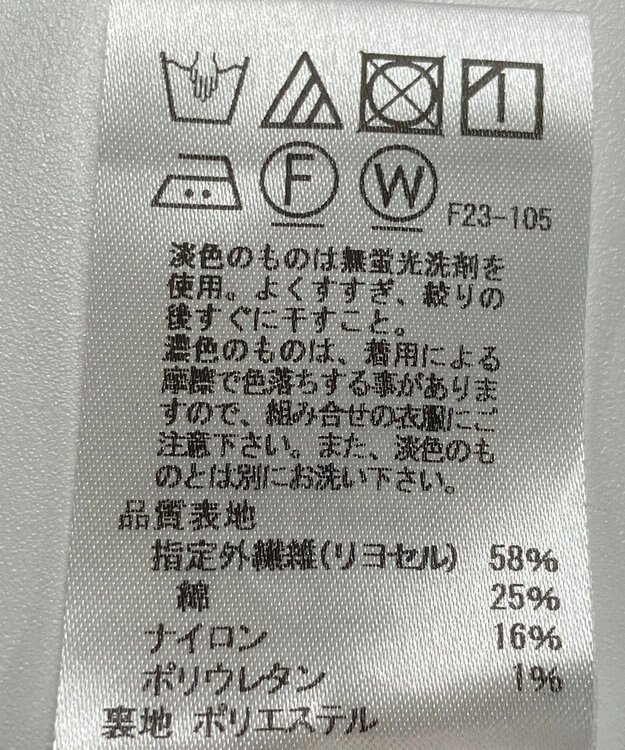 F
W
F23-105
淡色のものは無蛍光洗剤を
使用。よくすすぎ、絞りの
後すぐに干すこと。
濃色のものは、着用による
摩擦で色落ちする事がありま
すので、組み合せの衣服にご
注意下さい。また、淡色のも
のとは別にお洗い下さい。
品質表地
指定外繊維(リヨセル) 58%
綿 25%
ナイロン 16%
ポリウレタン 1%
裏地 ポリエステル